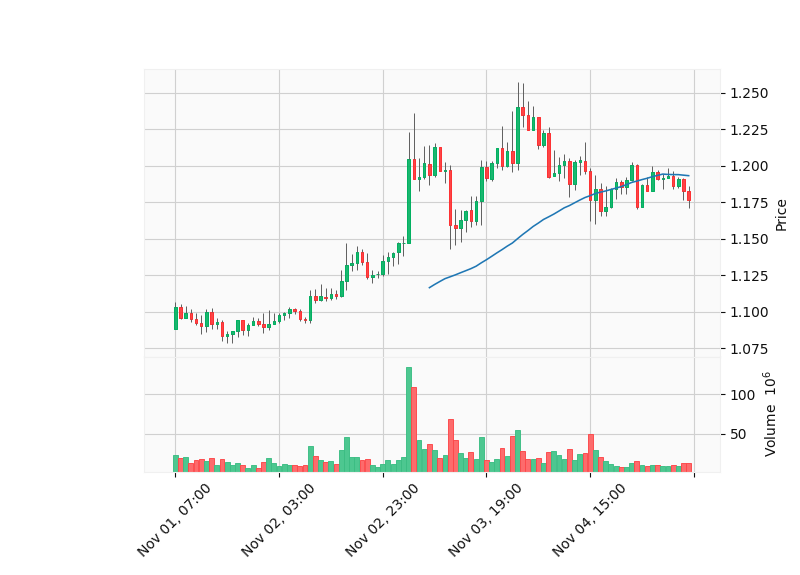 1.250
1.225
1.200
1.175
1.150
1.125
1.100
1.075
Price
100
50
Volume 10⁶
Nov 01, 07:00
Nov 02, 03:00
Nov 02, 23:00
Nov 03, 19:00
Nov 04, 15:00